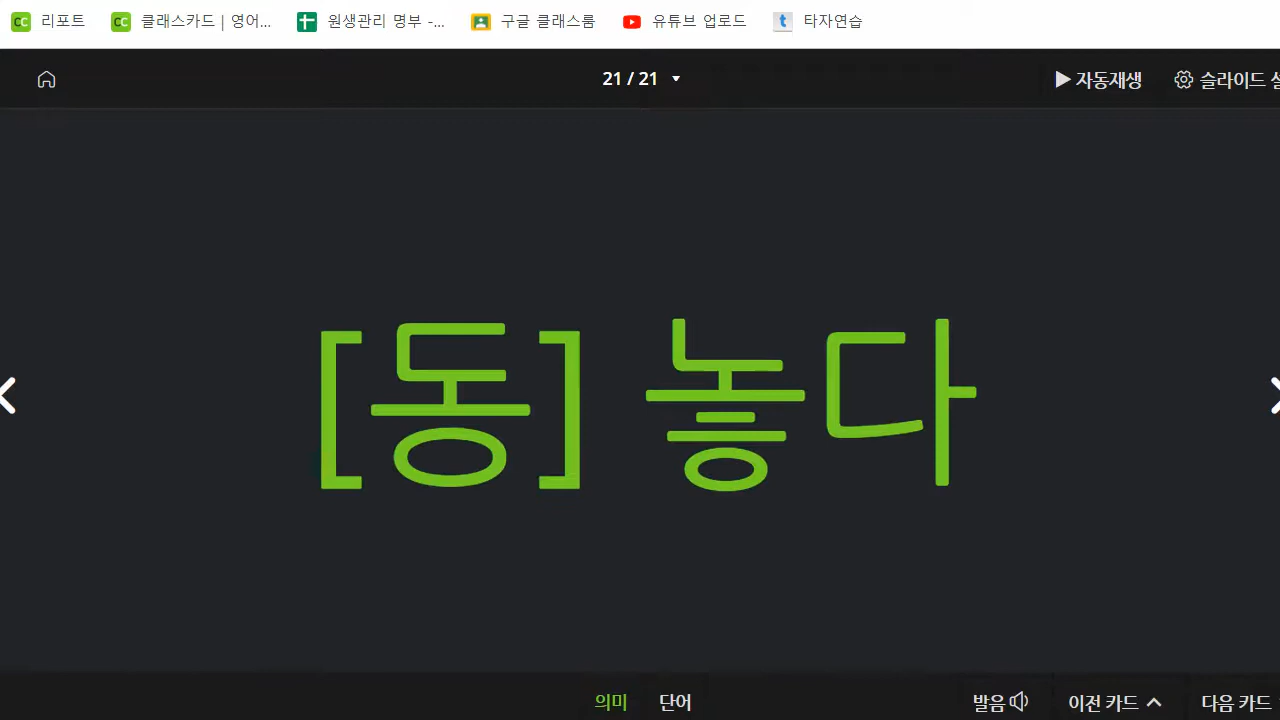 리포트 클래스카드 | 영어... 원생관리 명부 -... 구글 클래스룸 유튜브 업로드 타자연습
21 / 21 자동재생 슬라이드
[동] 놓다
의미 단어 발음 이전 카드 다음 카드